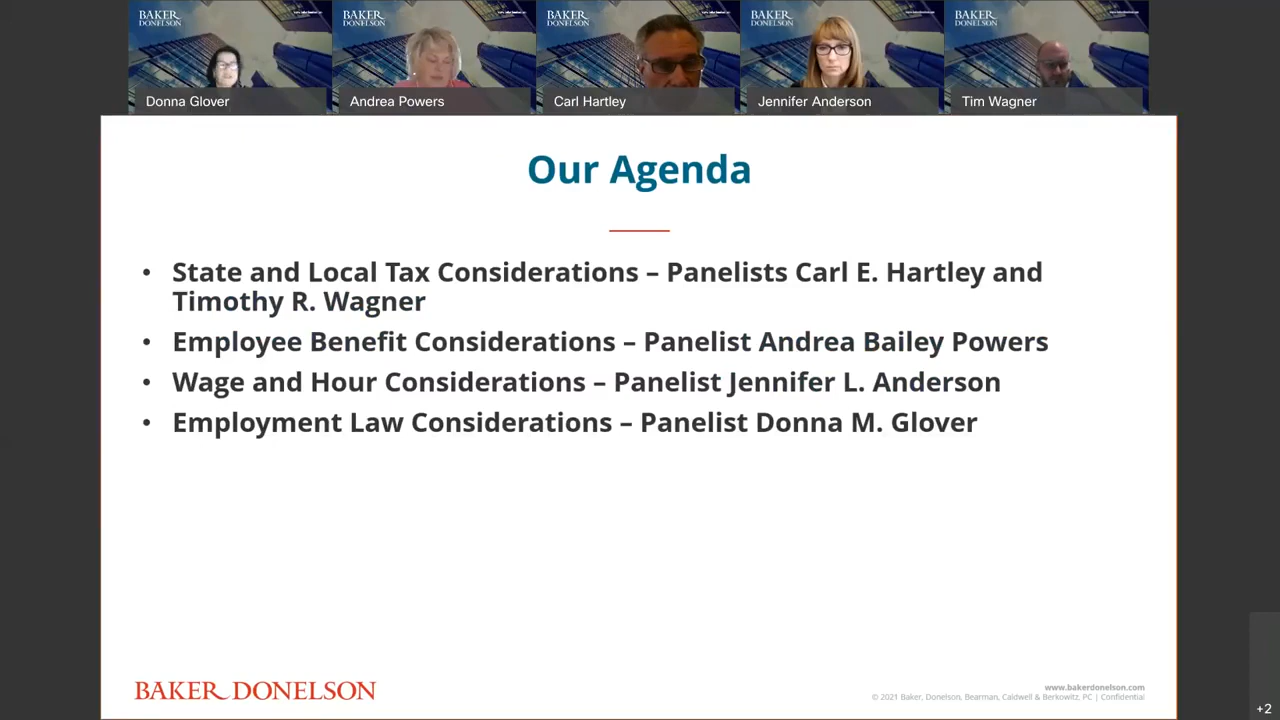 BAKER
DONELSON
BAKER
DONELSON
BAKER
DONELSON
BAKER
DONELSON
BAKER
DONELSON
Donna Glover
Andrea Powers
Carl Hartley
Jennifer Anderson
Tim Wagner
Our Agenda
• State and Local Tax Considerations – Panelists Carl E. Hartley and
Timothy R. Wagner
• Employee Benefit Considerations – Panelist Andrea Bailey Powers
• Wage and Hour Considerations – Panelist Jennifer L. Anderson
• Employment Law Considerations – Panelist Donna M. Glover
BAKER DONELSON
www.bakerdonelson.com
© 2021 Baker, Donelson, Bearman, Caldwell & Berkowitz, PC | Confidential
+2